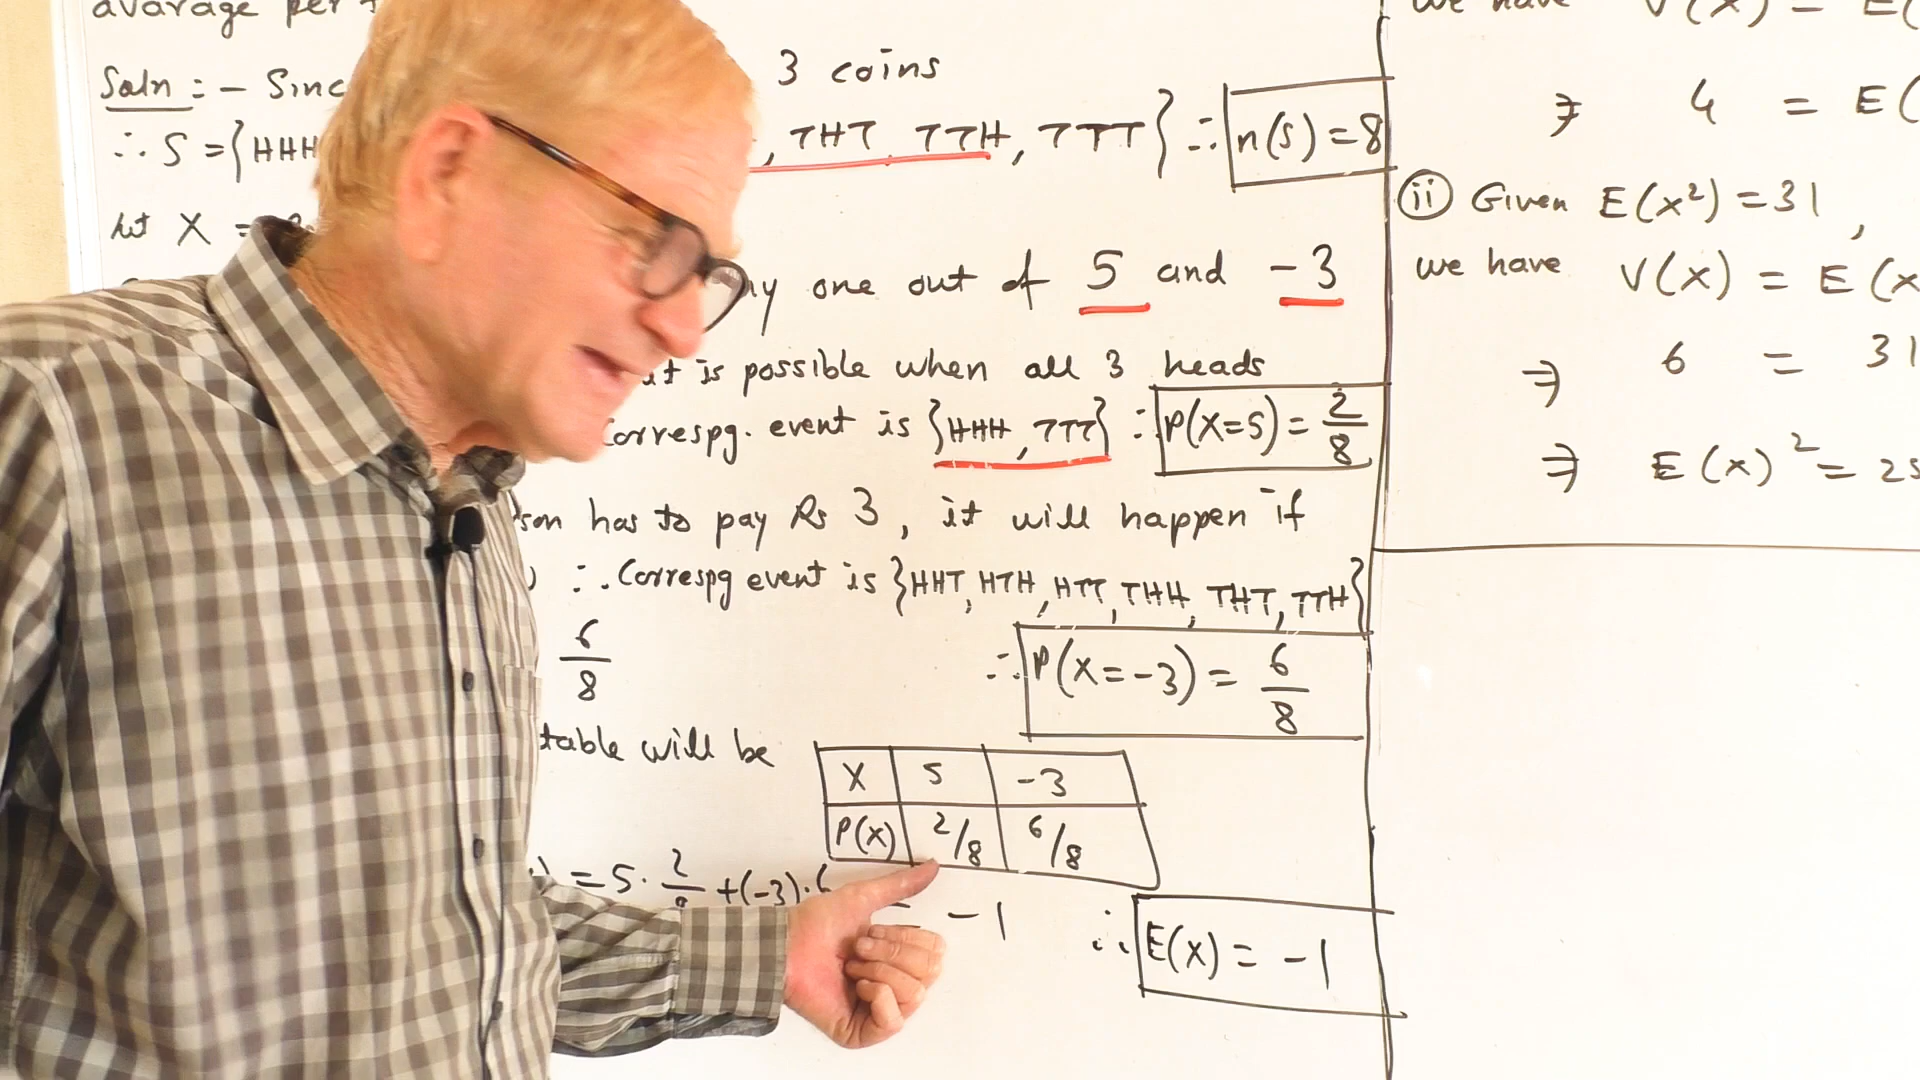 avarage per
Soln :- Sinc 3 coins
∴ S = {HHH , THT, TTH, TTT} ∴ n(s) = 8
let X =
one out of 5 and -3
it is possible when all 3 heads
Correspg. event is {HHH, TTT} ∴ P(X=5) = 2/8
son has to pay Rs 3, it will happen if
) ∴ Correspg event is {HHT, HTH, HTT, THH, THT, TTH}
6/8 ∴ P(X=-3) = 6/8
table will be
X 5 -3
P(X) 2/8 6/8
) = 5 · 2/ + (-3) · 6
= -1 ∴ E(X) = -1
we have V(X) = E(
⇒ 4 = E(
(ii) Given E(X²) = 31,
we have V(X) = E(X
⇒ 6 = 31
⇒ E(X)² = 25